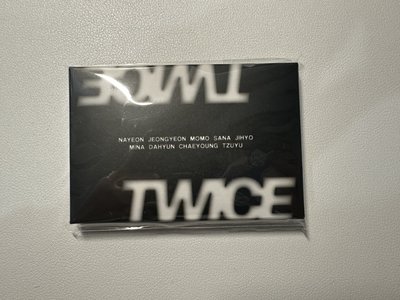 TWICE
NAYEON JEONGYEON MOMO SANA JIHYO
MINA DAHYUN CHAEYOUNG TZUYU
TWICE